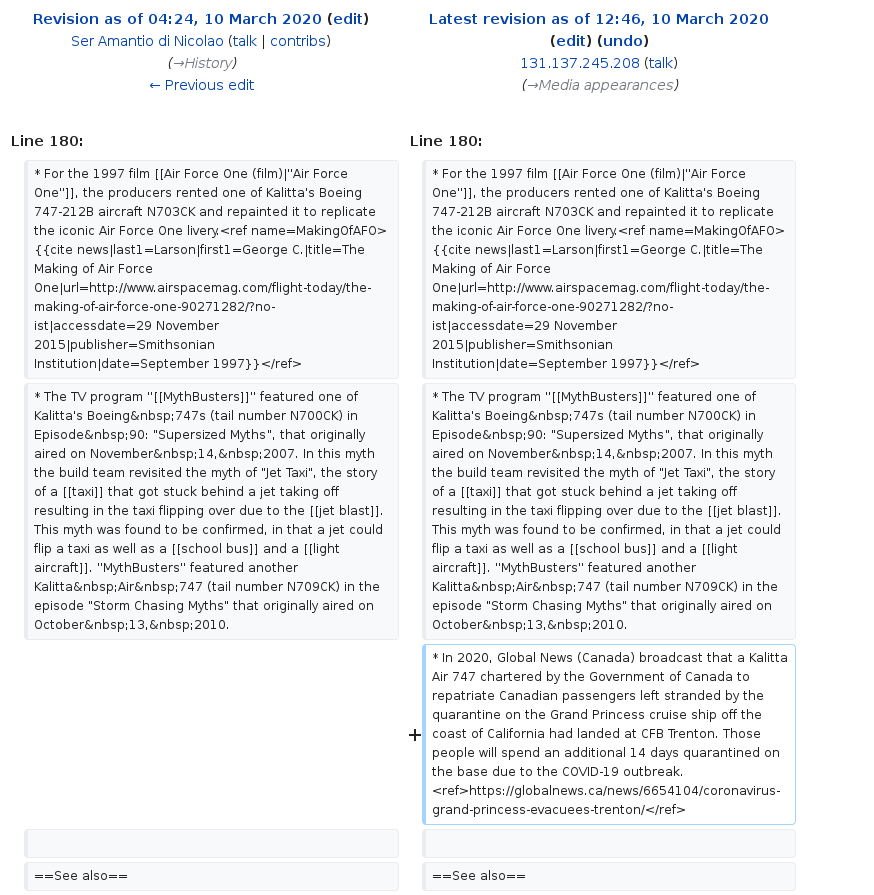 Revision as of 04:24, 10 March 2020 (edit)
Ser Amantio di Nicolao (talk | contribs)
(→History)
← Previous edit
Latest revision as of 12:46, 10 March 2020
(edit) (undo)
131.137.245.208 (talk)
(→Media appearances)
Line 180:
Line 180:
* For the 1997 film [[Air Force One (film)|''Air Force
One'']], the producers rented one of Kalitta's Boeing
747-212B aircraft N703CK and repainted it to replicate
the iconic Air Force One livery.<ref name=MakingOfAFO>
{{cite news|last1=Larson|first1=George C.|title=The
Making of Air Force
One|url=http://www.airspacemag.com/flight-today/the-
making-of-air-force-one-90271282/?no-
ist|accessdate=29 November
2015|publisher=Smithsonian
Institution|date=September 1997}}</ref>
* For the 1997 film [[Air Force One (film)|''Air Force
One'']], the producers rented one of Kalitta's Boeing
747-212B aircraft N703CK and repainted it to replicate
the iconic Air Force One livery.<ref name=MakingOfAFO>
{{cite news|last1=Larson|first1=George C.|title=The
Making of Air Force
One|url=http://www.airspacemag.com/flight-today/the-
making-of-air-force-one-90271282/?no-
ist|accessdate=29 November
2015|publisher=Smithsonian
Institution|date=September 1997}}</ref>
* The TV program ''[[MythBusters]]'' featured one of
Kalitta's Boeing&nbsp;747s (tail number N700CK) in
Episode&nbsp;90: "Supersized Myths", that originally
aired on November&nbsp;14,&nbsp;2007. In this myth
the build team revisited the myth of "Jet Taxi", the story
of a [[taxi]] that got stuck behind a jet taking off
resulting in the taxi flipping over due to the [[jet blast]].
This myth was found to be confirmed, in that a jet could
flip a taxi as well as a [[school bus]] and a [[light
aircraft]]. ''MythBusters'' featured another
Kalitta&nbsp;Air&nbsp;747 (tail number N709CK) in the
episode "Storm Chasing Myths" that originally aired on
October&nbsp;13,&nbsp;2010.
* The TV program ''[[MythBusters]]'' featured one of
Kalitta's Boeing&nbsp;747s (tail number N700CK) in
Episode&nbsp;90: "Supersized Myths", that originally
aired on November&nbsp;14,&nbsp;2007. In this myth
the build team revisited the myth of "Jet Taxi", the story
of a [[taxi]] that got stuck behind a jet taking off
resulting in the taxi flipping over due to the [[jet blast]].
This myth was found to be confirmed, in that a jet could
flip a taxi as well as a [[school bus]] and a [[light
aircraft]]. ''MythBusters'' featured another
Kalitta&nbsp;Air&nbsp;747 (tail number N709CK) in the
episode "Storm Chasing Myths" that originally aired on
October&nbsp;13,&nbsp;2010.
+
* In 2020, Global News (Canada) broadcast that a Kalitta
Air 747 chartered by the Government of Canada to
repatriate Canadian passengers left stranded by the
quarantine on the Grand Princess cruise ship off the
coast of California had landed at CFB Trenton. Those
people will spend an additional 14 days quarantined on
the base due to the COVID-19 outbreak.
<ref>https://globalnews.ca/news/6654104/coronavirus-
grand-princess-evacuees-trenton/</ref>
==See also==
==See also==